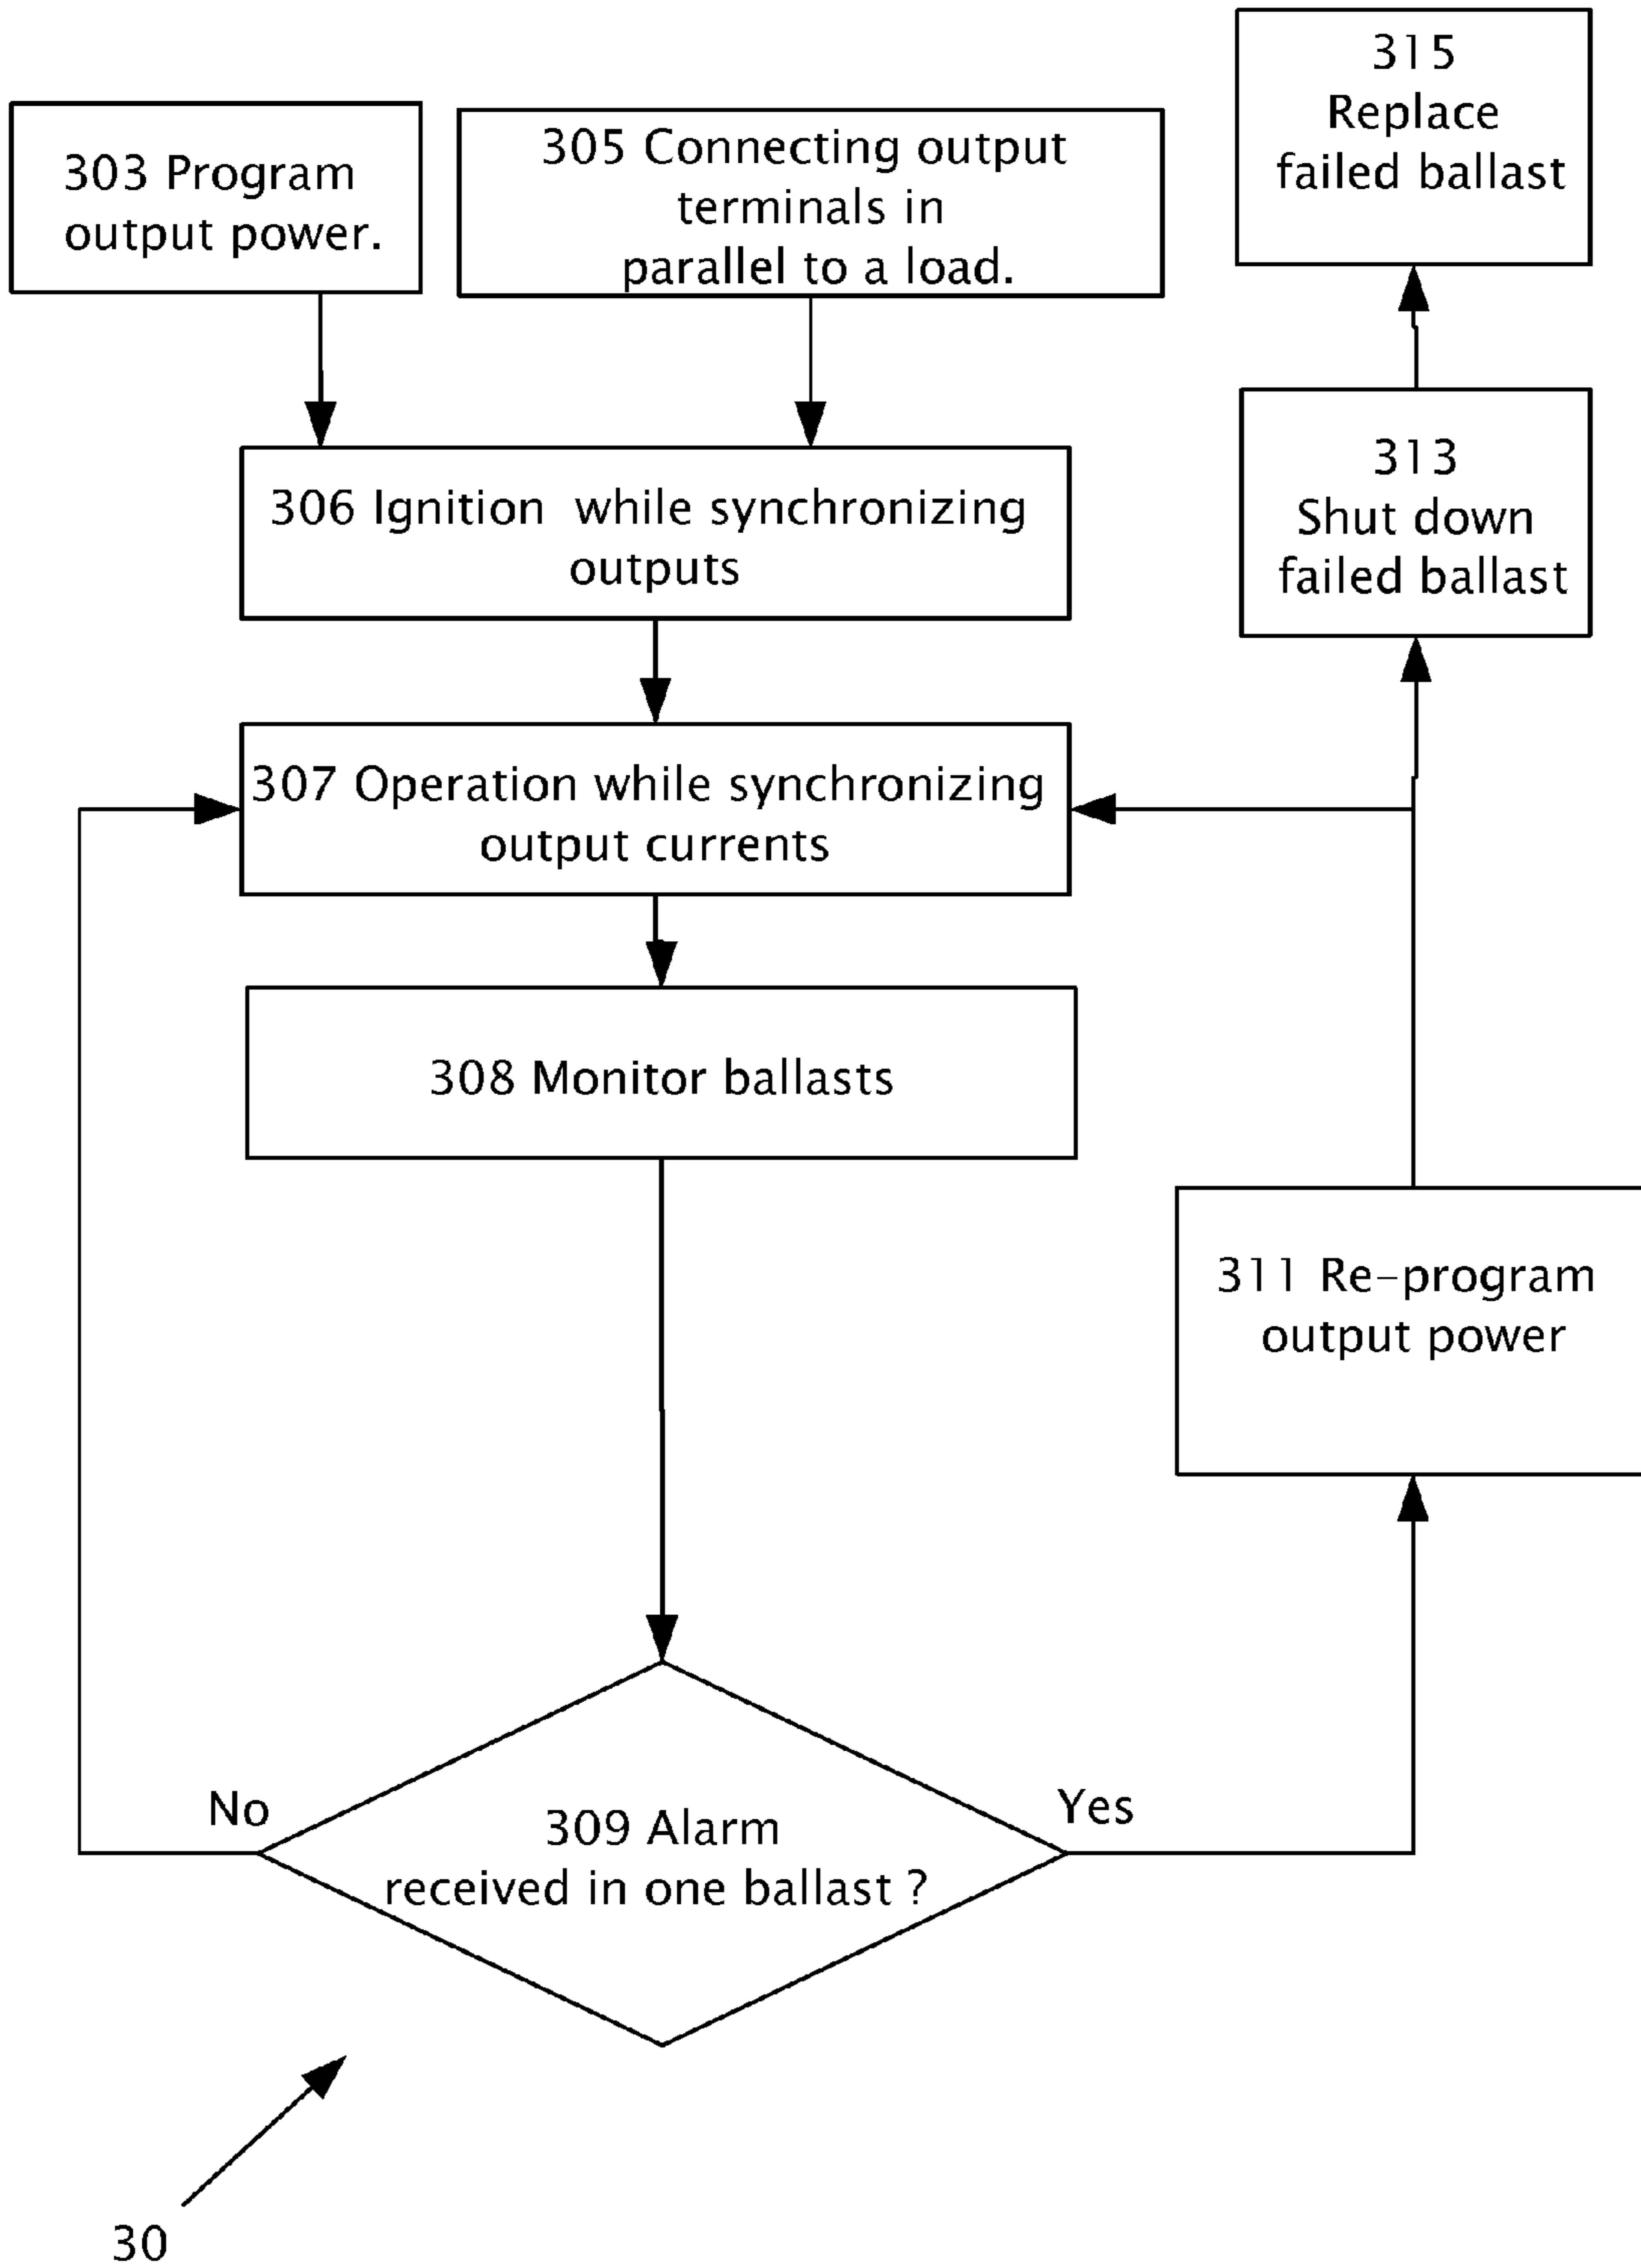 303 Program
output power.
305 Connecting output
terminals in
parallel to a load.
315
Replace
failed ballast
306 Ignition while synchronizing
outputs
313
Shut down
failed ballast
307 Operation while synchronizing
output currents
308 Monitor ballasts
311 Re-program
output power
No
309 Alarm
received in one ballast ?
Yes
30